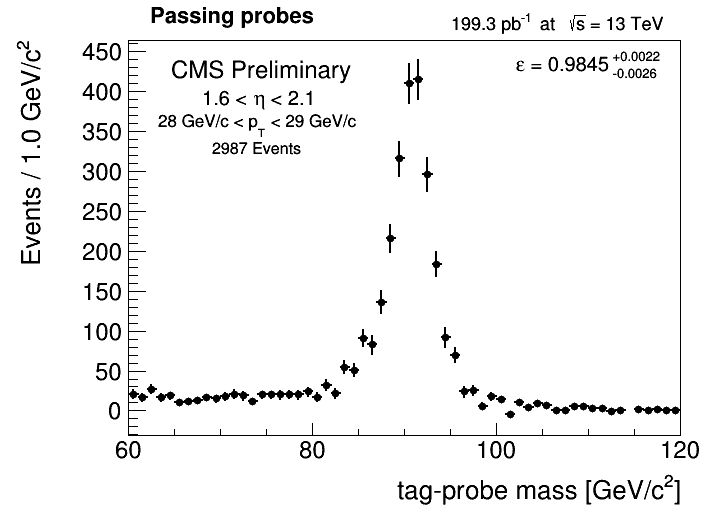 Passing probes
199.3 pb⁻¹ at √s = 13 TeV
CMS Preliminary
1.6 < η < 2.1
28 GeV/c < p_T < 29 GeV/c
2987 Events
ε = 0.9845 +0.0022 -0.0026
Events / 1.0 GeV/c²
450
400
350
300
250
200
150
100
50
0
60 80 100 120
tag-probe mass [GeV/c²]